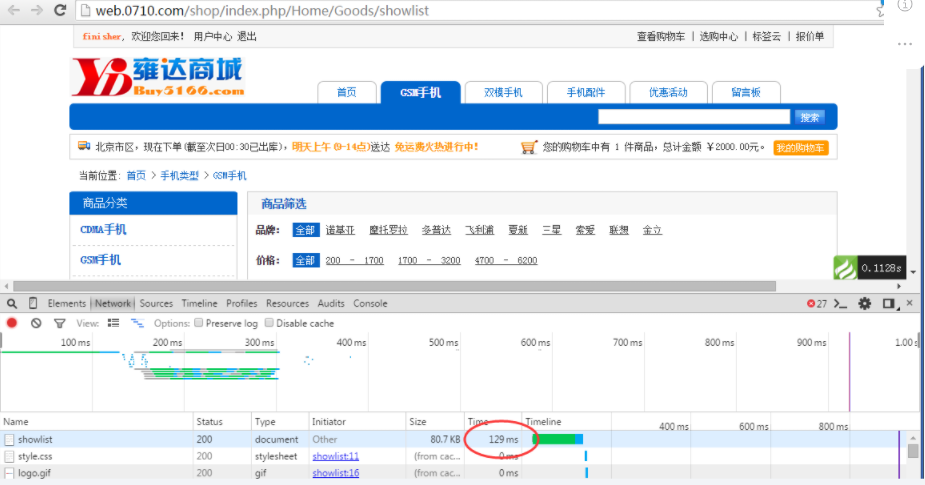 web.0710.com/shop/index.php/Home/Goods/showlist
finisher, 欢迎您回来! 用户中心 退出
查看购物车 | 选购中心 | 标签云 | 报价单
YD 雍达商城
Buy5166.com
首页 GSM手机 双模手机 手机配件 优惠活动 留言板
搜索
北京市区, 现在下单(截至次日00:30已出库), 明天上午(9-14点)送达 免运费火热进行中!
您的购物车中有 1 件商品, 总计金额 ¥2000.00元。 我的购物车
当前位置: 首页 > 手机类型 > GSM手机
商品分类
CDMA手机
GSM手机
商品筛选
品牌: 全部 诺基亚 摩托罗拉 多普达 飞利浦 夏新 三星 索爱 联想 金立
价格: 全部 200 - 1700 1700 - 3200 4700 - 6200
0.1128s
Elements Network Sources Timeline Profiles Resources Audits Console
27
View: Options: Preserve log Disable cache
100 ms 200 ms 300 ms 400 ms 500 ms 600 ms 700 ms 800 ms 900 ms 1.00 s
Name Status Type Initiator Size Time Timeline 400 ms 600 ms 800 ms
showlist 200 document Other 80.7 KB 129 ms
style.css 200 stylesheet showlist:11 (from cac... 0 ms
logo.gif 200 gif showlist:16 (from cac... 0 ms